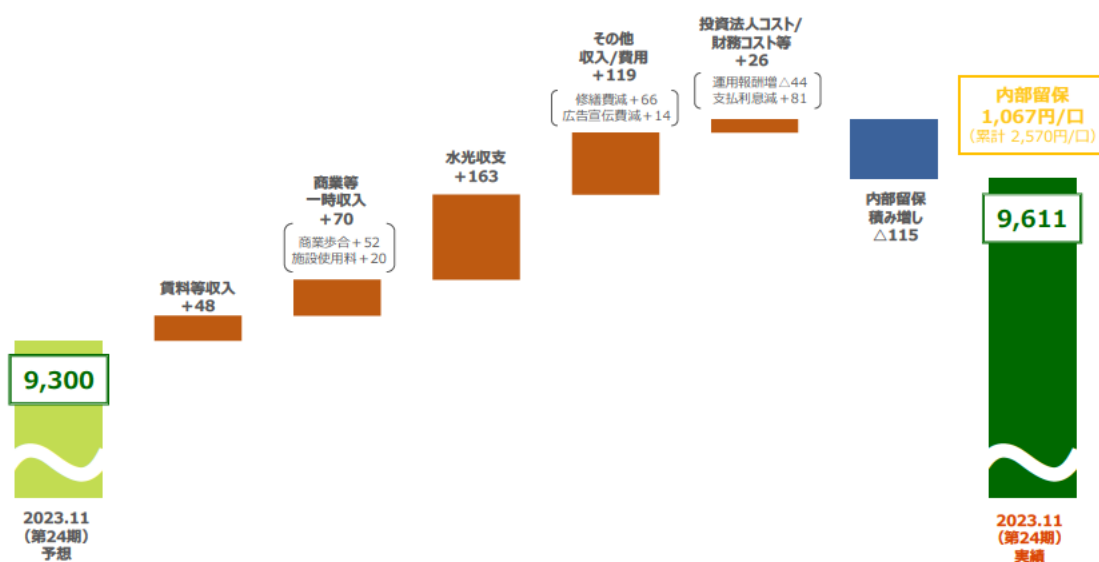 9,300
2023.11
（第24期）
予想
賃料等収入
+48
商業等
一時収入
+70
商業歩合+52
施設使用料+20
水光収支
+163
その他
収入/費用
+119
修繕費減+66
広告宣伝費減+14
投資法人コスト/
財務コスト等
+26
運用報酬増△44
支払利息減+81
内部留保
積み増し
△115
内部留保
1,067円/口
（累計 2,570円/口）
9,611
2023.11
（第24期）
実績